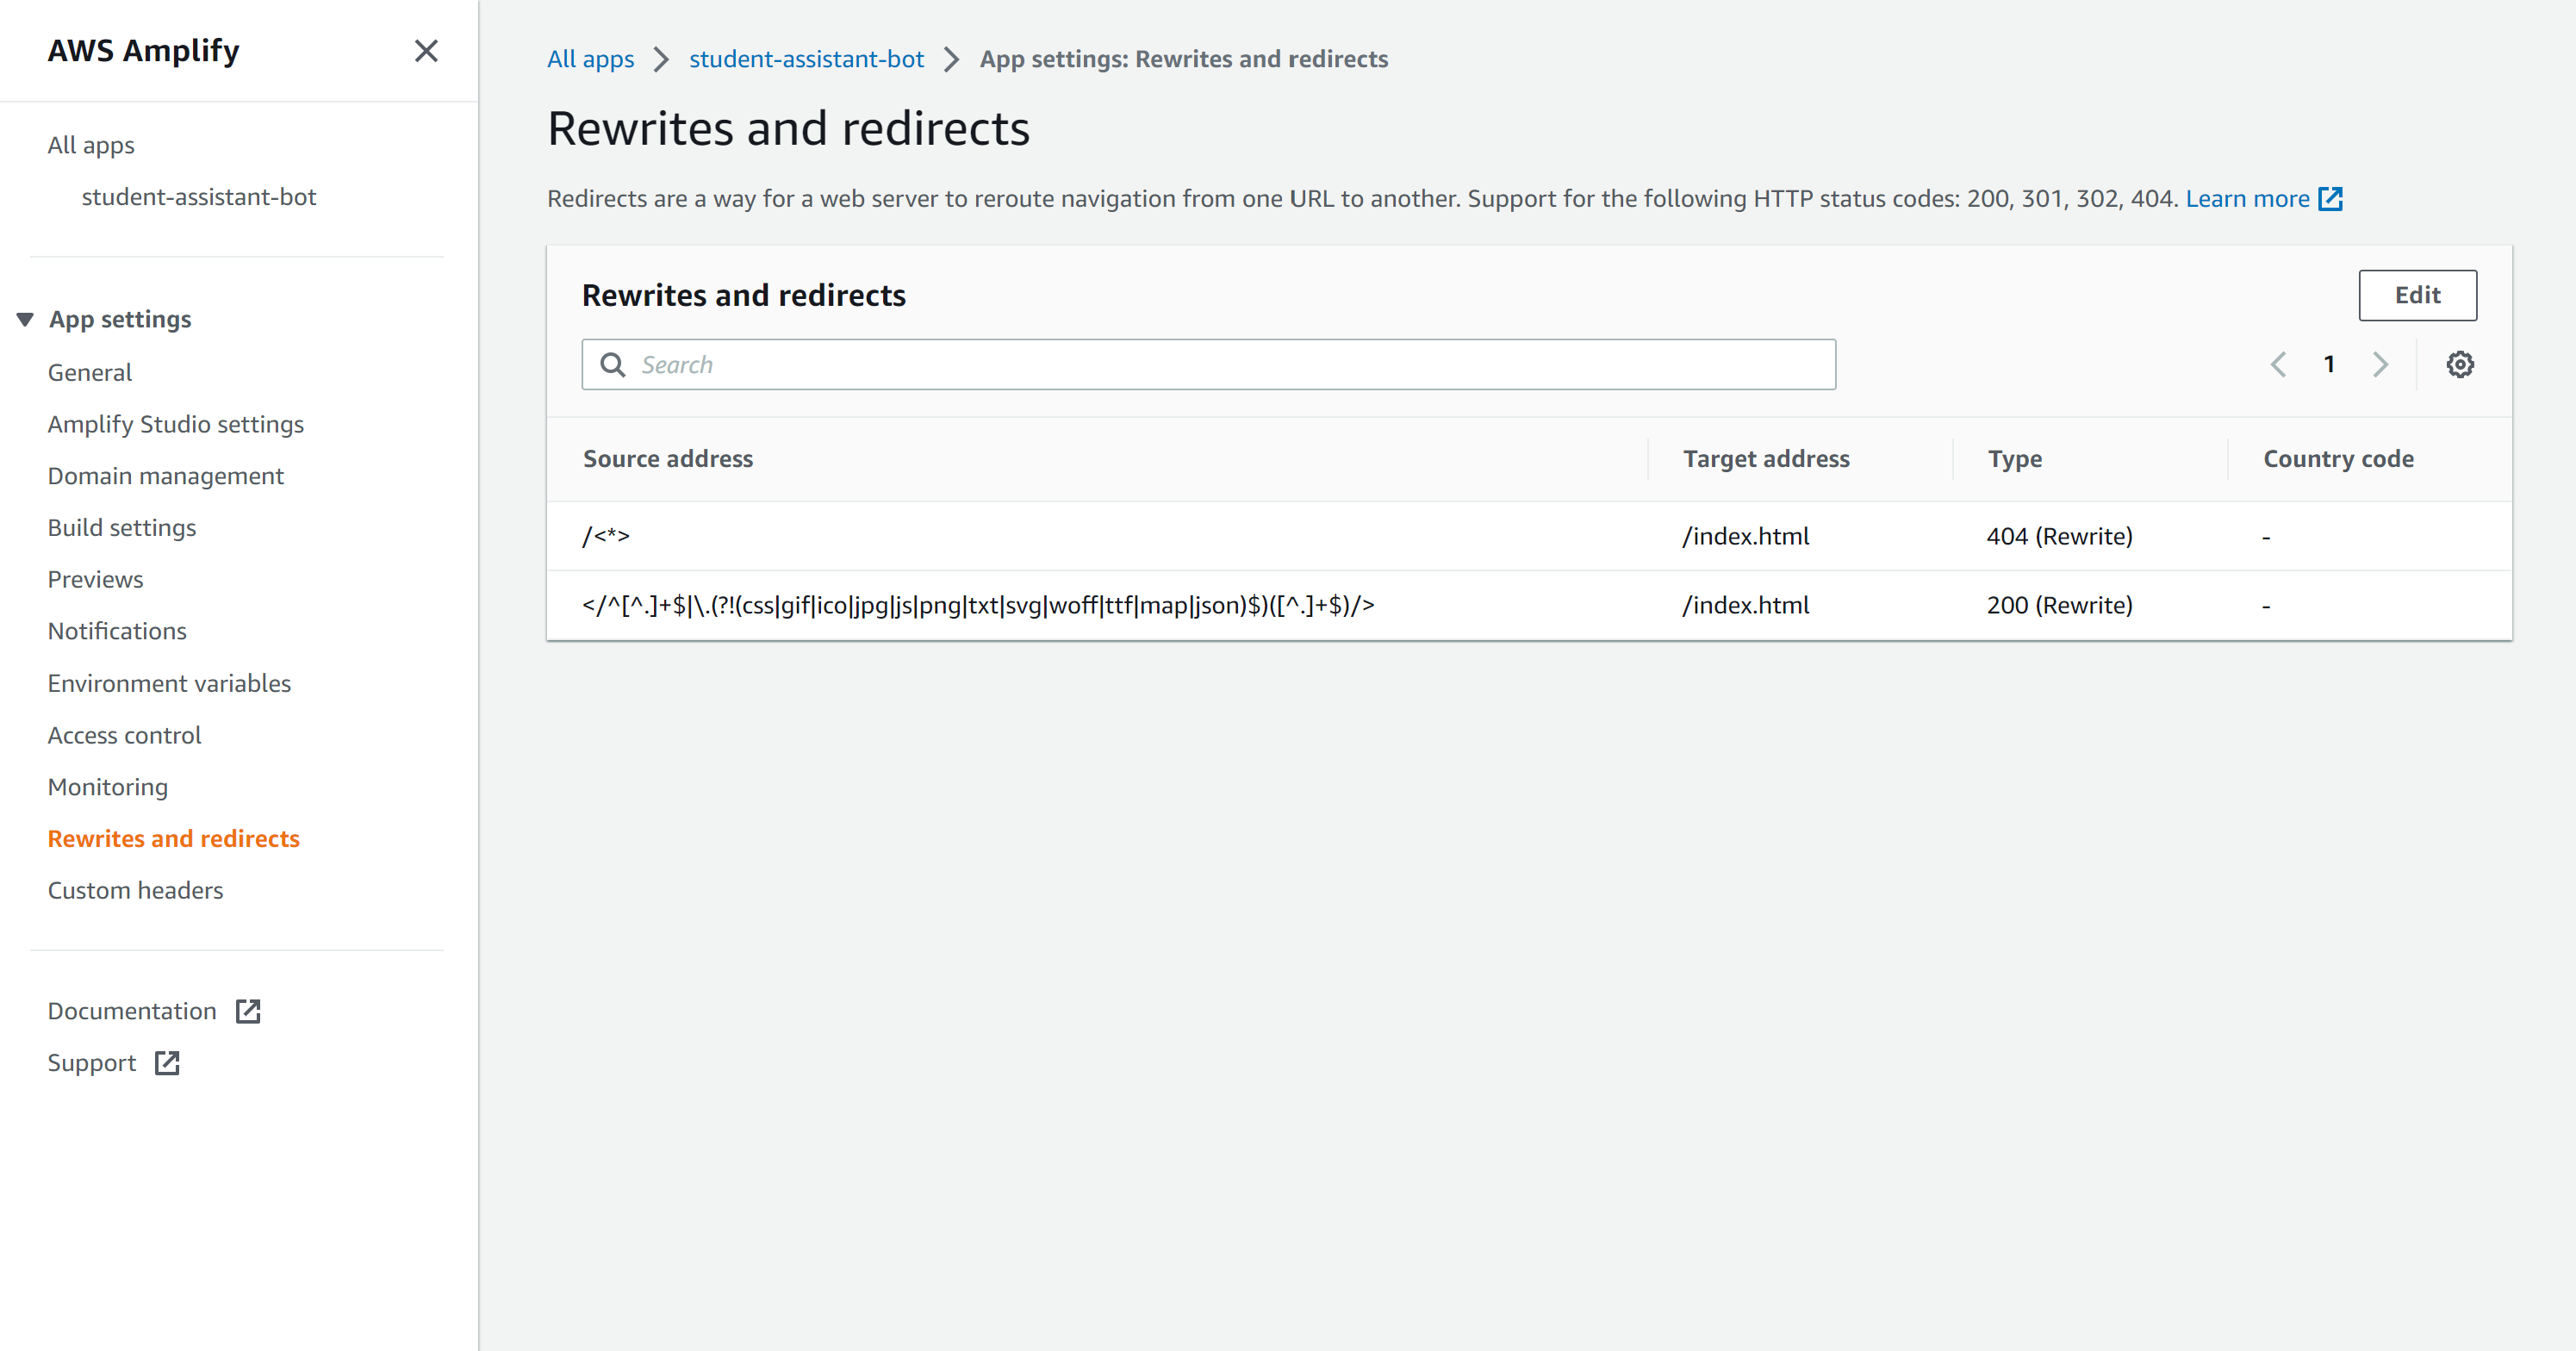 AWS Amplify
All apps
student-assistant-bot
App settings
General
Amplify Studio settings
Domain management
Build settings
Previews
Notifications
Environment variables
Access control
Monitoring
Rewrites and redirects
Custom headers
Documentation
Support
All apps > student-assistant-bot > App settings: Rewrites and redirects
Rewrites and redirects
Redirects are a way for a web server to reroute navigation from one URL to another. Support for the following HTTP status codes: 200, 301, 302, 404. Learn more
Rewrites and redirects
Edit
Search
1
Source address Target address Type Country code
/<*> /index.html 404 (Rewrite) -
</^[^.]+$|\.(?!(css|gif|ico|jpg|js|png|txt|svg|woff|ttf|map|json)$)([^.]+$)/> /index.html 200 (Rewrite) -